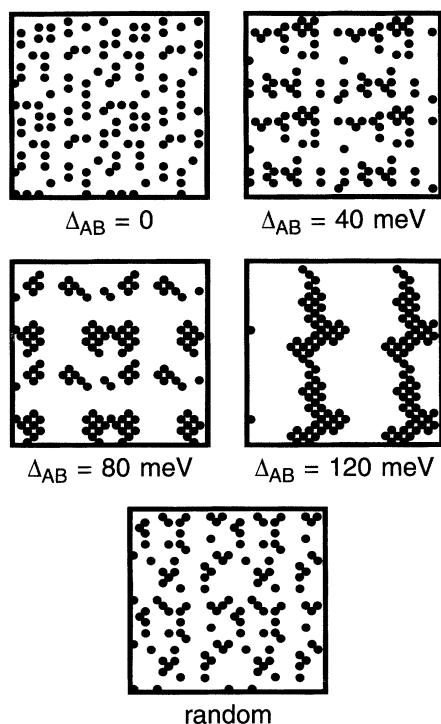 Δ_AB = 0
Δ_AB = 40 meV
Δ_AB = 80 meV
Δ_AB = 120 meV
random